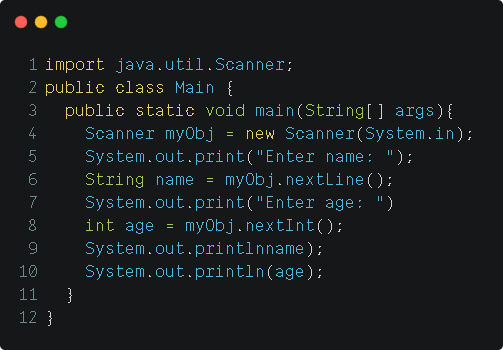 1 import java.util.Scanner;
2 public class Main {
3   public static void main(String[] args){
4     Scanner myObj = new Scanner(System.in);
5     System.out.print("Enter name: ");
6     String name = myObj.nextLine();
7     System.out.print("Enter age: ")
8     int age = myObj.nextInt();
9     System.out.printlnname);
10     System.out.println(age);
11   }
12 }